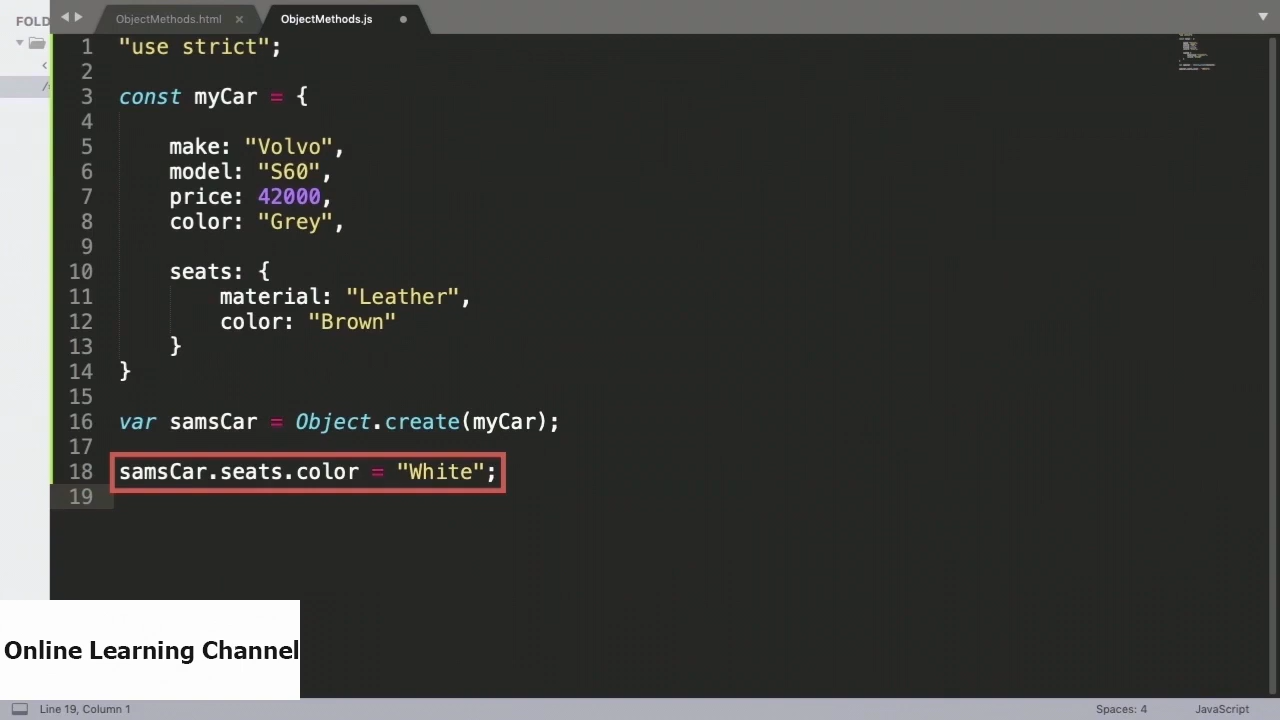 FOLD
ObjectMethods.html ×
ObjectMethods.js
1 "use strict";
2
3 const myCar = {
4
5 make: "Volvo",
6 model: "S60",
7 price: 42000,
8 color: "Grey",
9
10 seats: {
11 material: "Leather",
12 color: "Brown"
13 }
14 }
15
16 var samsCar = Object.create(myCar);
17
18 samsCar.seats.color = "White";
19
Online Learning Channel
Line 19, Column 1
Spaces: 4
JavaScript